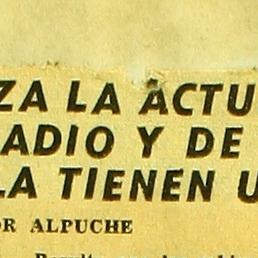 ZA LA ACTU
ADIO Y DE
LA TIENEN U
OR ALPUCHE